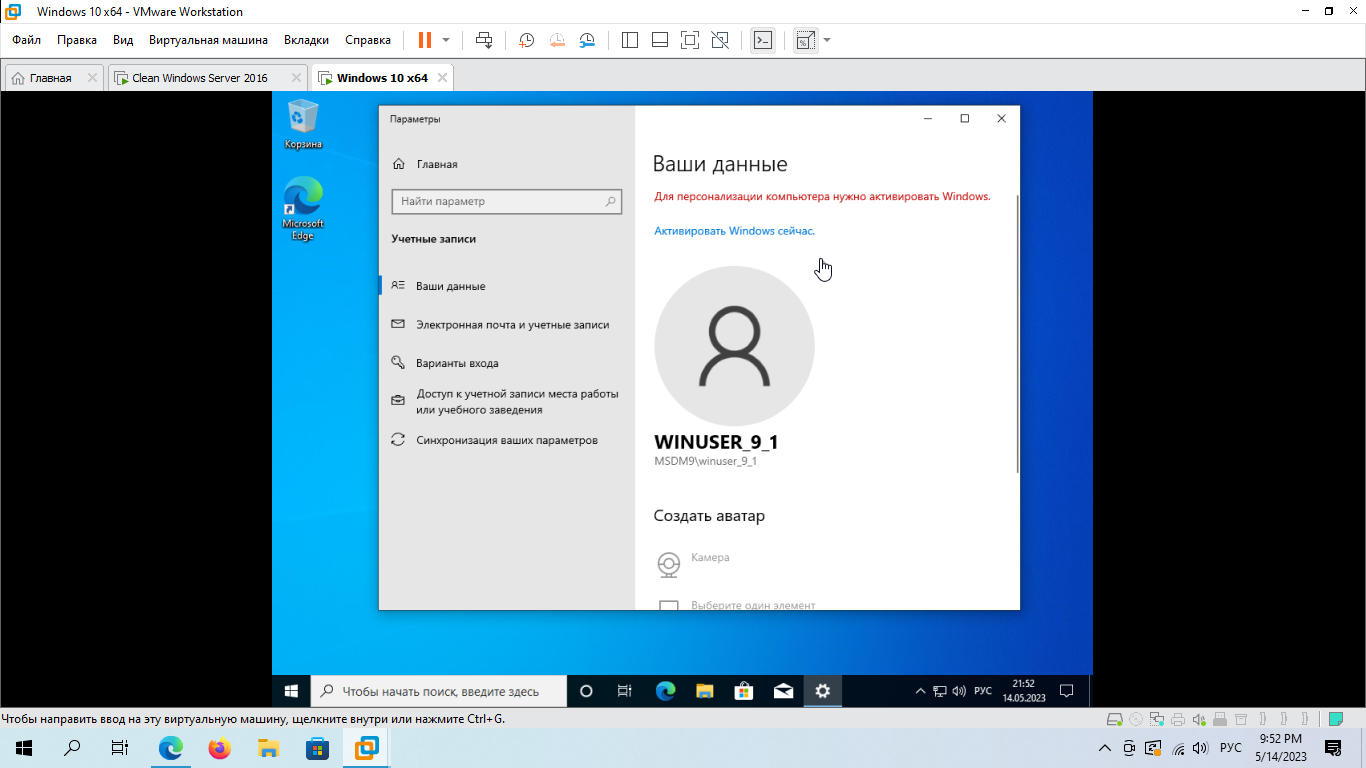 Windows 10 x64 - VMware Workstation
Файл Правка Вид Виртуальная машина Вкладки Справка
Главная Clean Windows Server 2016 Windows 10 x64
Корзина
Microsoft
Edge
Параметры
Главная
Найти параметр
Учетные записи
Ваши данные
Электронная почта и учетные записи
Варианты входа
Доступ к учетной записи места работы
или учебного заведения
Синхронизация ваших параметров
Ваши данные
Для персонализации компьютера нужно активировать Windows.
Активировать Windows сейчас.
WINUSER_9_1
MSDM9\winuser_9_1
Создать аватар
Камера
Выберите один элемент
Чтобы начать поиск, введите здесь
РУС
21:52
14.05.2023
Чтобы направить ввод на эту виртуальную машину, щелкните внутри или нажмите Ctrl+G.
РУС
9:52 PM
5/14/2023